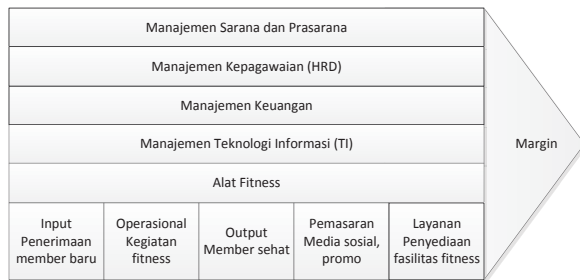 Manajemen Sarana dan Prasarana
Manajemen Kepagawaian (HRD)
Manajemen Keuangan
Manajemen Teknologi Informasi (TI)
Alat Fitness
Margin
Input
Penerimaan
member baru
Operasional
Kegiatan
fitness
Output
Member sehat
Pemasaran
Media sosial,
promo
Layanan
Penyediaan
fasilitas fitness